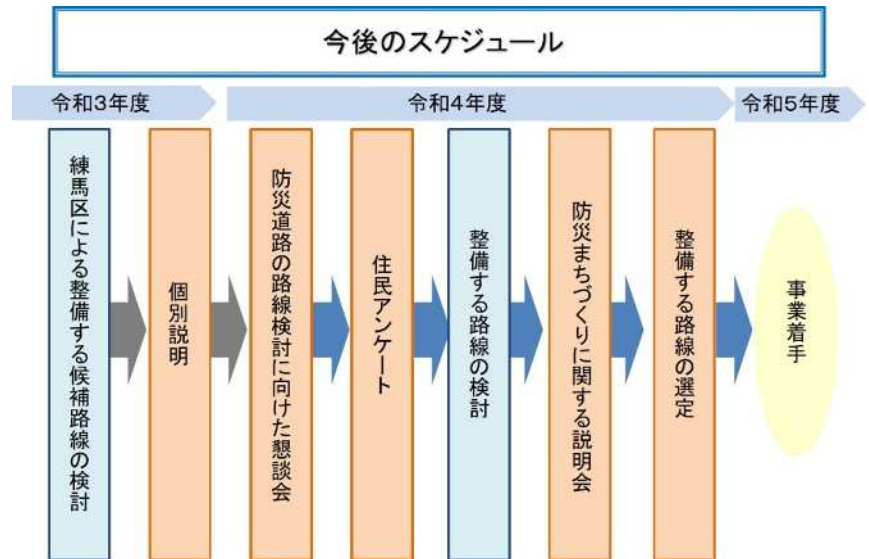 今後のスケジュール
令和3年度
令和4年度
令和5年度
練馬区による整備する候補路線の検討
個別説明
防災道路の路線検討に向けた懇談会
住民アンケート
整備する路線の検討
防災まちづくりに関する説明会
整備する路線の選定
事業着手